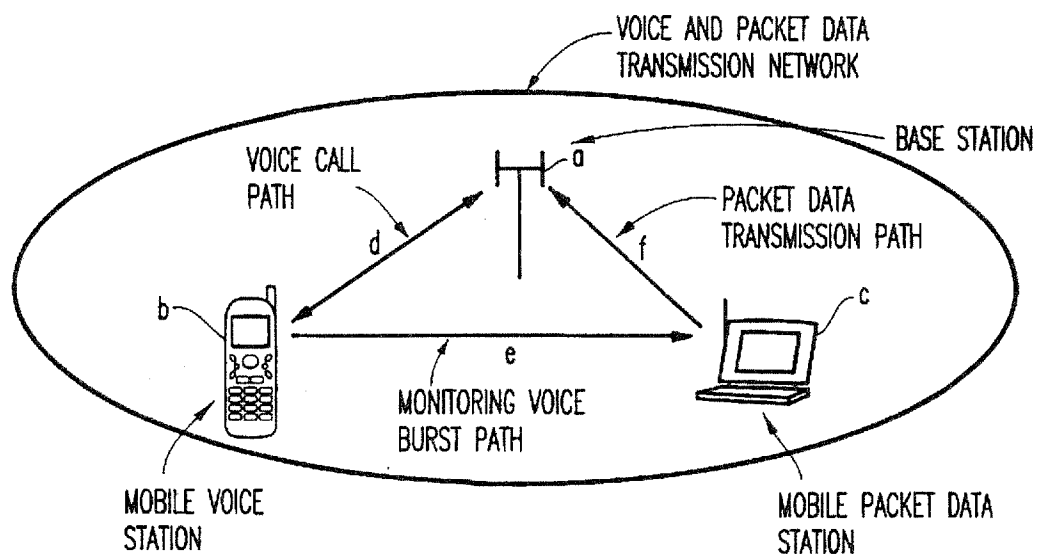 VOICE AND PACKET DATA
TRANSMISSION NETWORK
BASE STATION
a
VOICE CALL
PATH
PACKET DATA
TRANSMISSION PATH
d
f
b
c
e
MONITORING VOICE
BURST PATH
MOBILE VOICE
STATION
MOBILE PACKET DATA
STATION